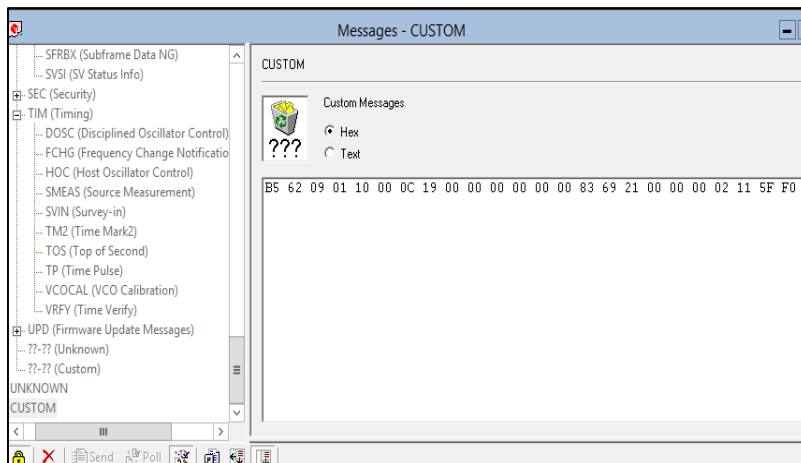 Messages - CUSTOM
SFRBX (Subframe Data NG)
SVSI (SV Status Info)
SEC (Security)
TIM (Timing)
DOSC (Disciplined Oscillator Control)
FCHG (Frequency Change Notificatio
HOC (Host Oscillator Control)
SMEAS (Source Measurement)
SVIN (Survey-in)
TM2 (Time Mark2)
TOS (Top of Second)
TP (Time Pulse)
VCOCAL (VCO Calibration)
VRFY (Time Verify)
UPD (Firmware Update Messages)
??-?? (Unknown)
??-?? (Custom)
UNKNOWN
CUSTOM
CUSTOM
???
Custom Messages
Hex
Text
B5 62 09 01 10 00 0C 19 00 00 00 00 00 00 83 69 21 00 00 00 02 11 5F F0
Send Poll